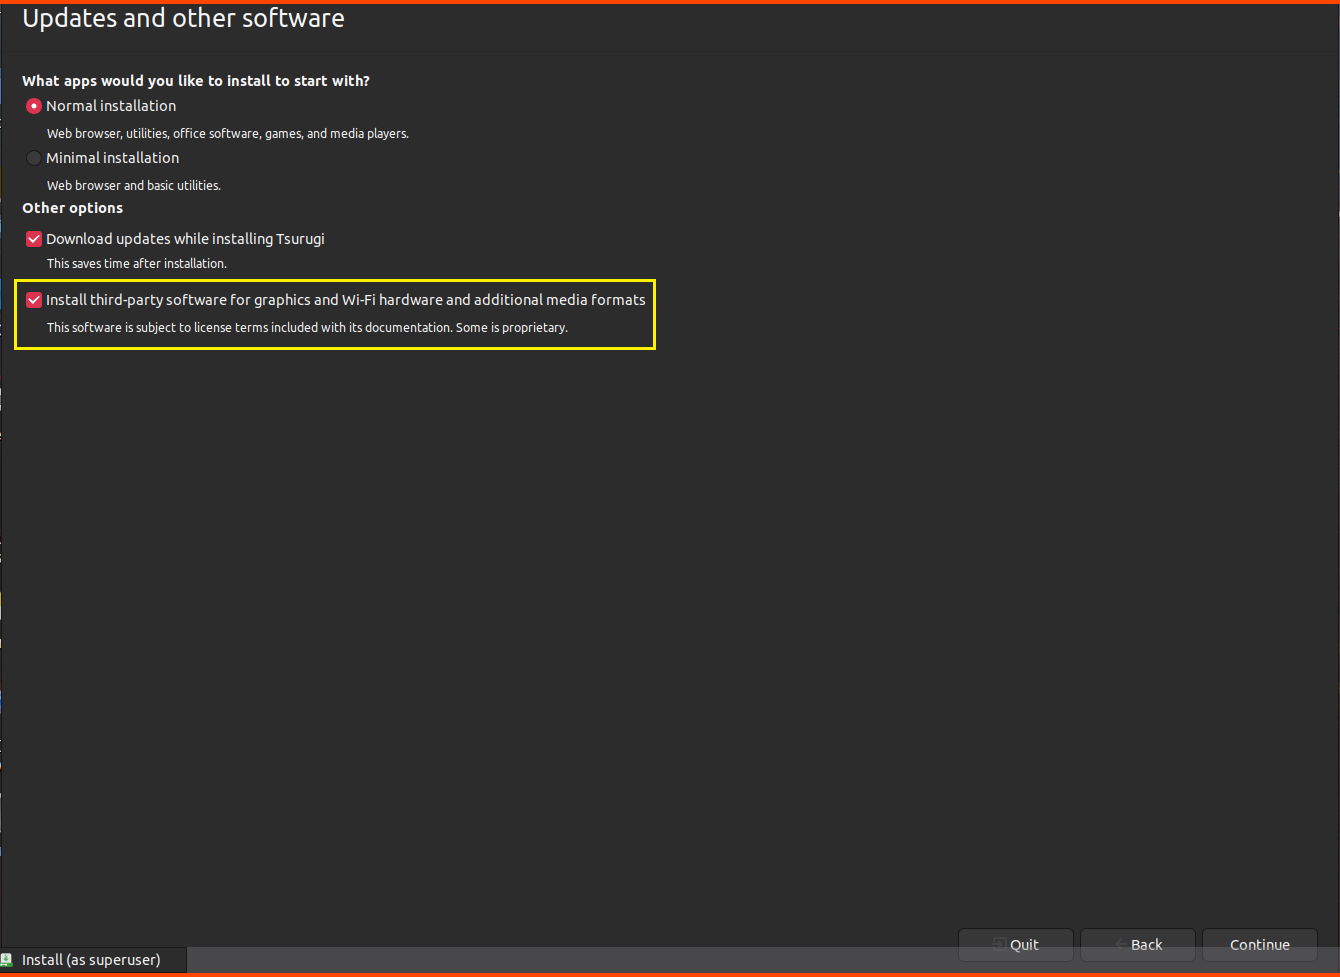 Updates and other software
What apps would you like to install to start with?
Normal installation
Web browser, utilities, office software, games, and media players.
Minimal installation
Web browser and basic utilities.
Other options
Download updates while installing Tsurugi
This saves time after installation.
Install third-party software for graphics and Wi-Fi hardware and additional media formats
This software is subject to license terms included with its documentation. Some is proprietary.
Quit
Back
Continue
Install (as superuser)